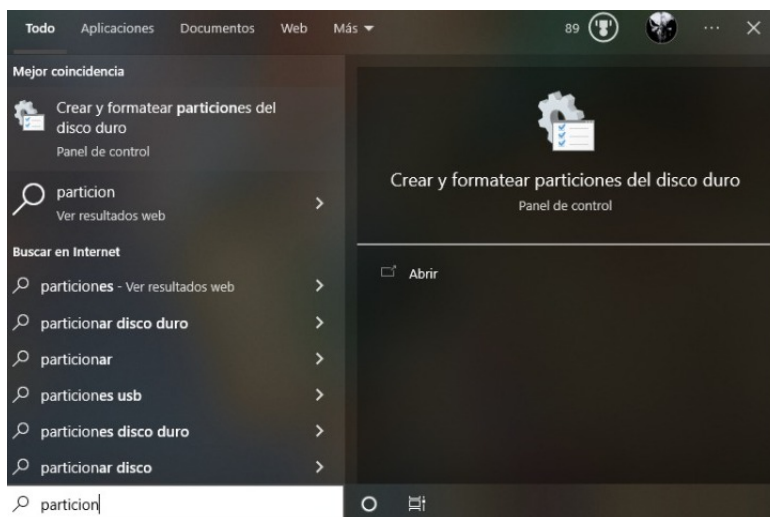 Todo Aplicaciones Documentos Web Más 89 ...
Mejor coincidencia
Crear y formatear particiones del
disco duro
Panel de control
particion
Ver resultados web
Buscar en Internet
particiones - Ver resultados web
particionar disco duro
particionar
particiones usb
particiones disco duro
particionar disco
particion
Crear y formatear particiones del disco duro
Panel de control
Abrir